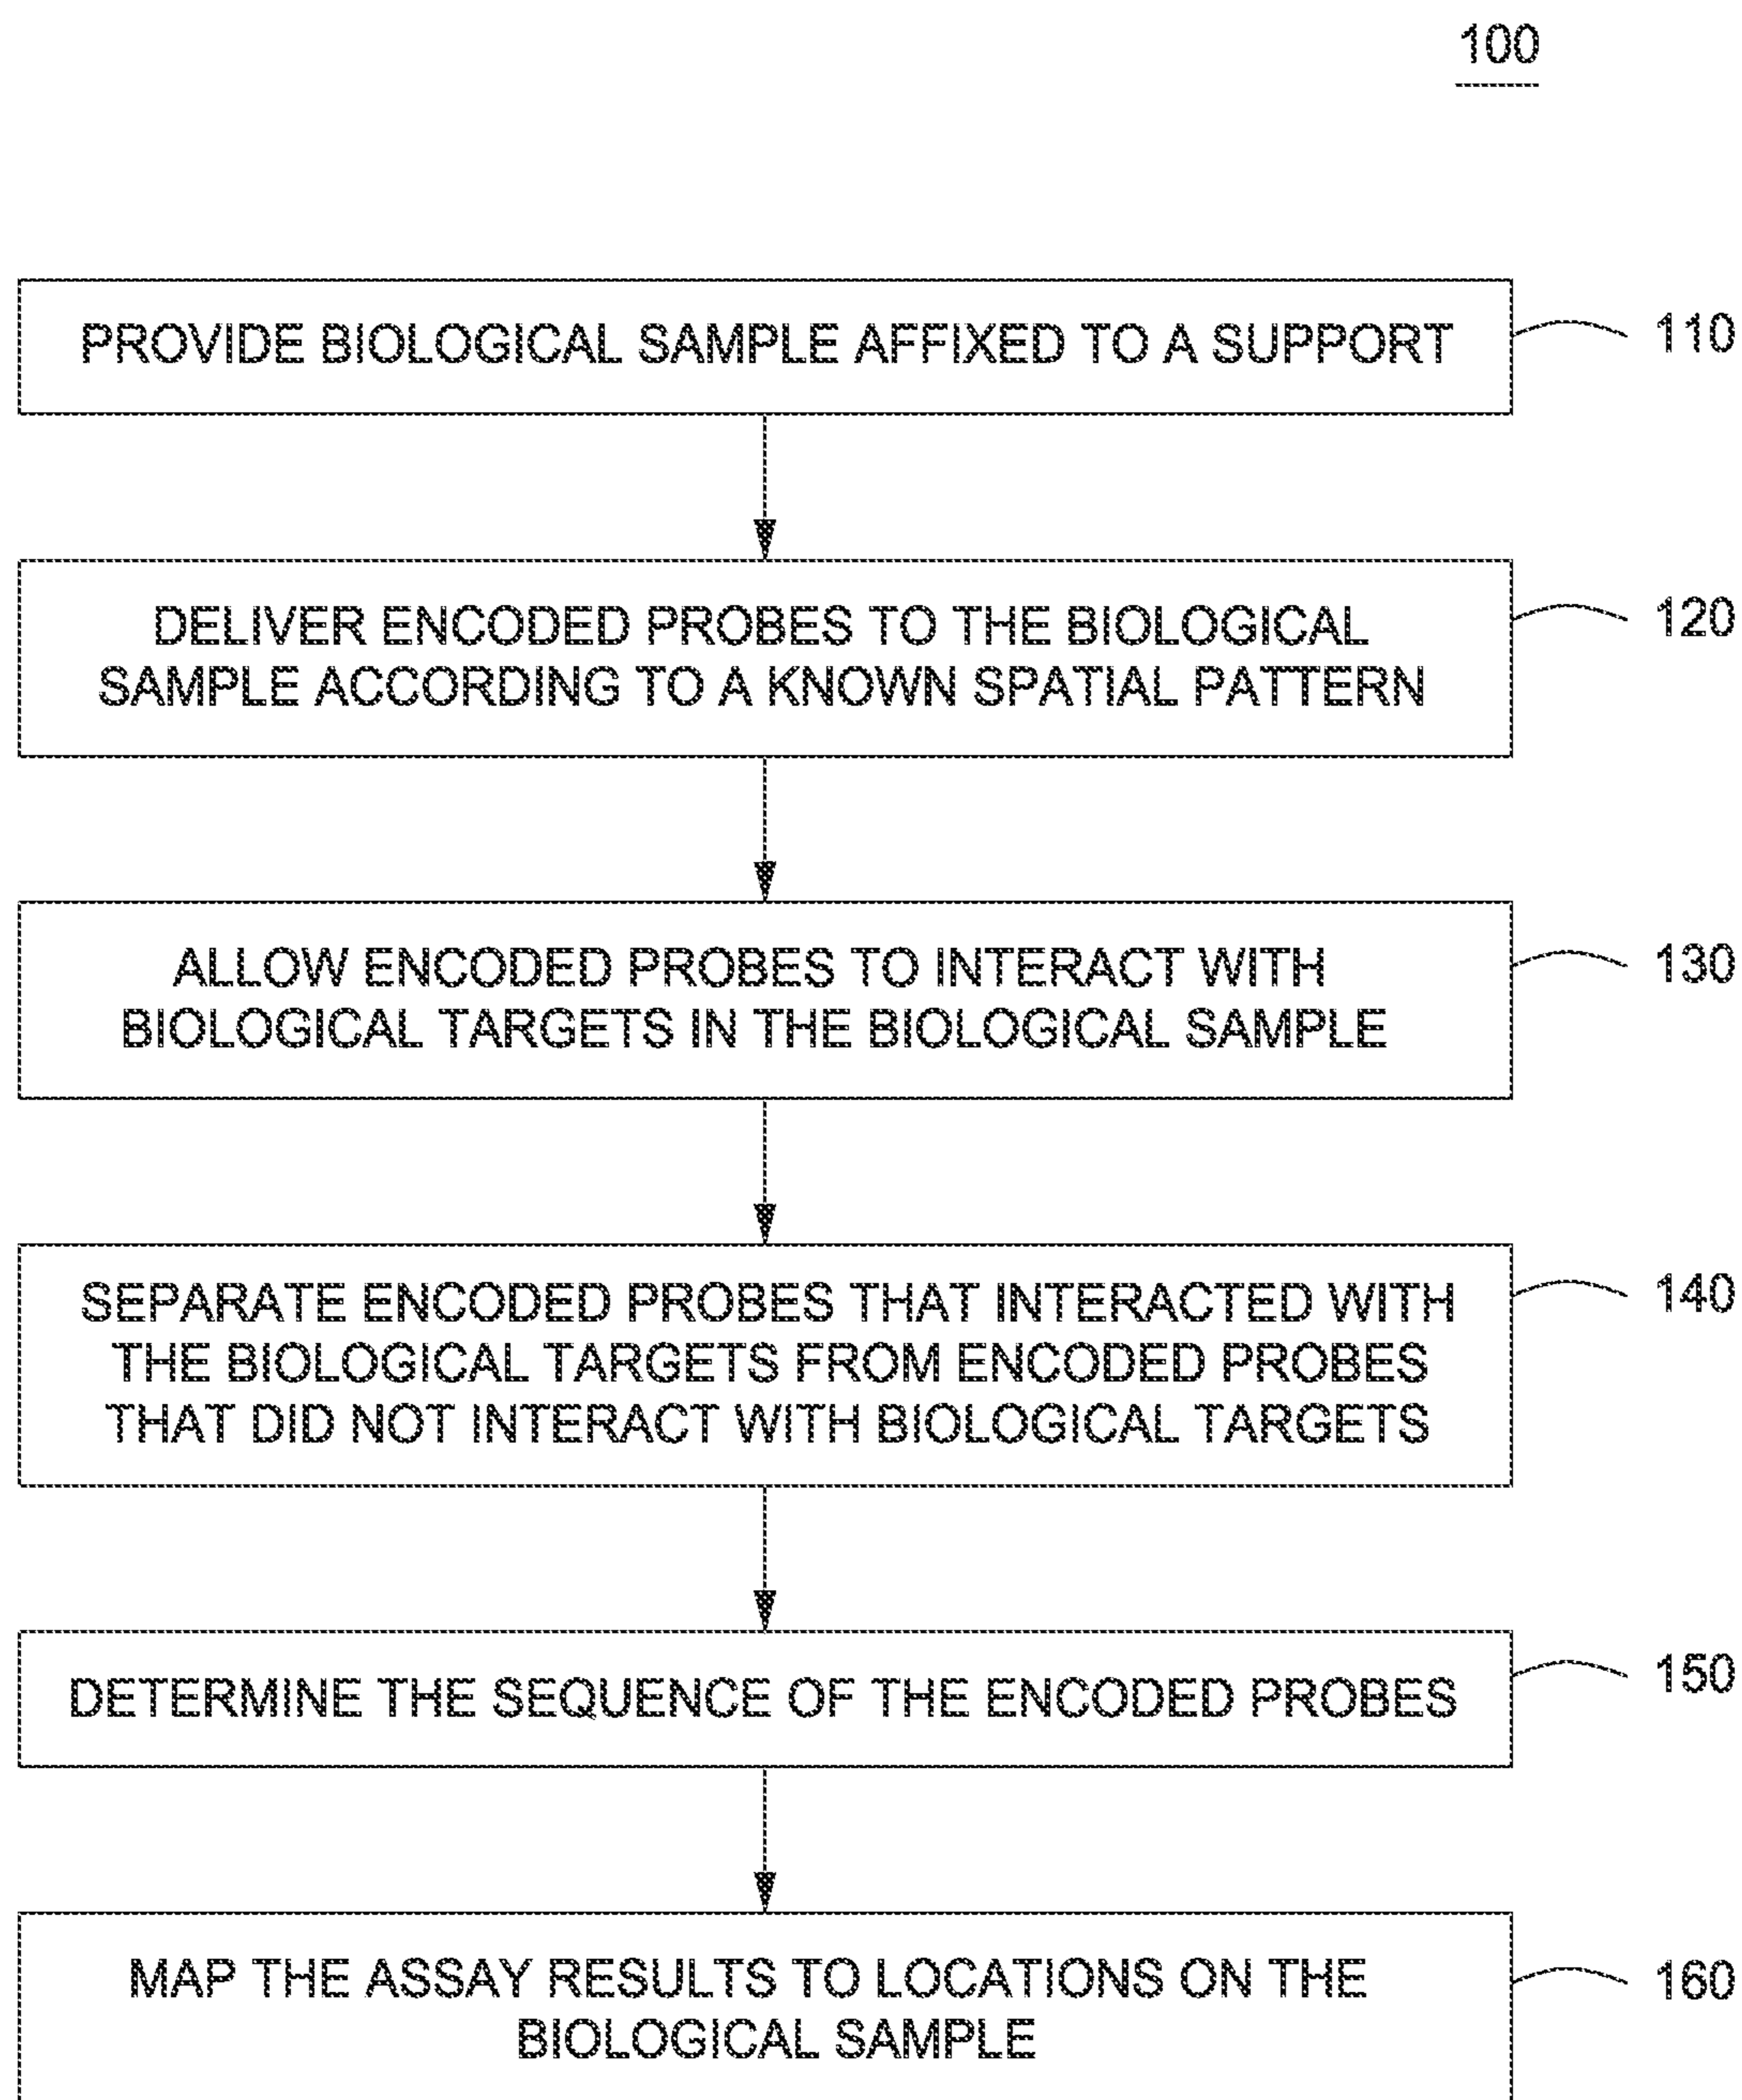 100
PROVIDE BIOLOGICAL SAMPLE AFFIXED TO A SUPPORT
110
DELIVER ENCODED PROBES TO THE BIOLOGICAL
SAMPLE ACCORDING TO A KNOWN SPATIAL PATTERN
120
ALLOW ENCODED PROBES TO INTERACT WITH
BIOLOGICAL TARGETS IN THE BIOLOGICAL SAMPLE
130
SEPARATE ENCODED PROBES THAT INTERACTED WITH
THE BIOLOGICAL TARGETS FROM ENCODED PROBES
THAT DID NOT INTERACT WITH BIOLOGICAL TARGETS
140
DETERMINE THE SEQUENCE OF THE ENCODED PROBES
150
MAP THE ASSAY RESULTS TO LOCATIONS ON THE
BIOLOGICAL SAMPLE
160